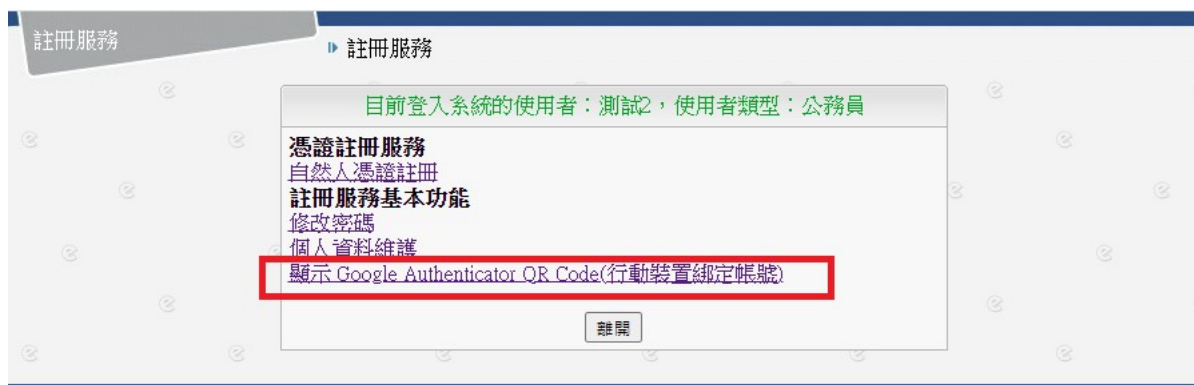 註冊服務
註冊服務
目前登入系統的使用者：測試2，使用者類型：公務員
憑證註冊服務
自然人憑證註冊
註冊服務基本功能
修改密碼
個人資料維護
顯示 Google Authenticator QR Code(行動裝置綁定帳號)
離開